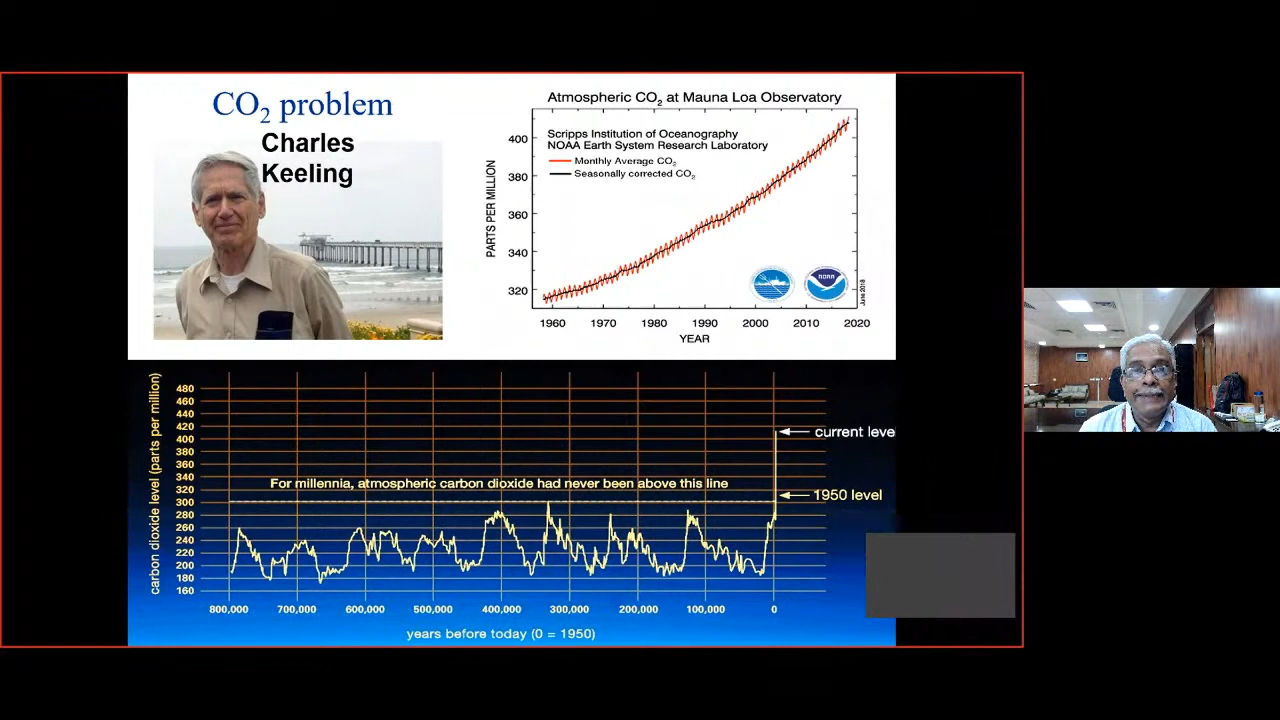 CO2 problem
Charles
Keeling
Atmospheric CO2 at Mauna Loa Observatory
Scripps Institution of Oceanography
NOAA Earth System Research Laboratory
Monthly Average CO2
Seasonally corrected CO2
PARTS PER MILLION
400
380
360
340
320
NOAA
June 2018
1960 1970 1980 1990 2000 2010 2020
YEAR
carbon dioxide level (parts per million)
480
460
440
420
400
380
360
340
320
300
280
260
240
220
200
180
160
current leve
For millennia, atmospheric carbon dioxide had never been above this line
1950 level
800,000 700,000 600,000 500,000 400,000 300,000 200,000 100,000 0
years before today (0 = 1950)